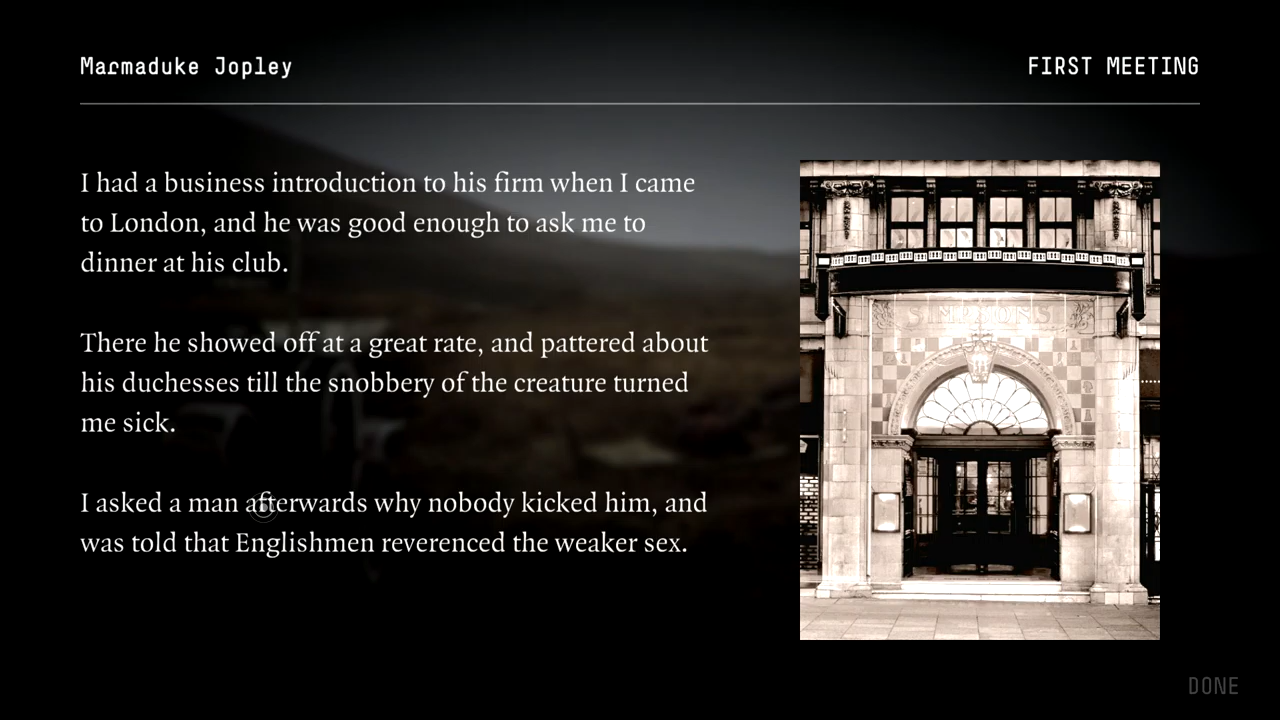 Marmaduke Jopley
FIRST MEETING
I had a business introduction to his firm when I came
to London, and he was good enough to ask me to
dinner at his club.
There he showed off at a great rate, and pattered about
his duchesses till the snobbery of the creature turned
me sick.
I asked a man afterwards why nobody kicked him, and
was told that Englishmen reverenced the weaker sex.
SIMPSONS
DONE